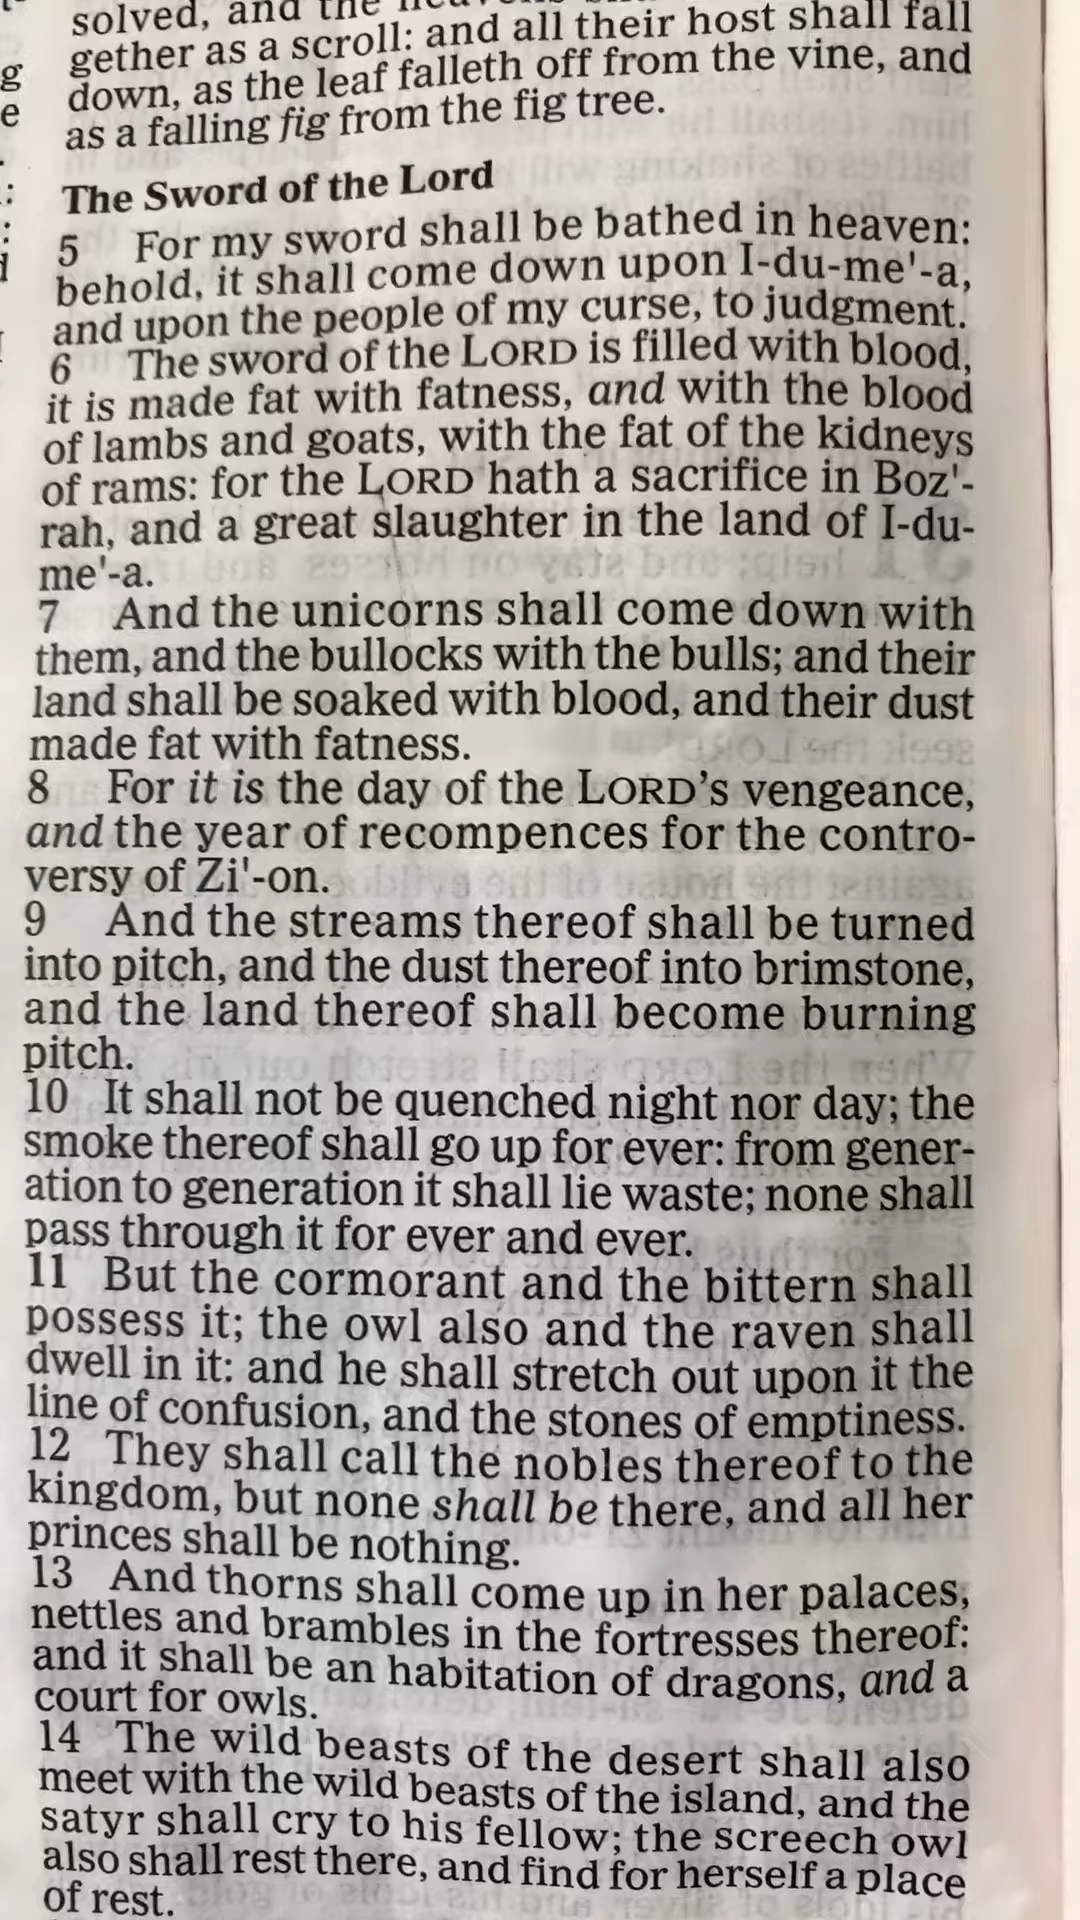 solved, and the
gether as a scroll: and all their host shall fall
down, as the leaf falleth off from the vine, and
as a falling fig from the fig tree.
The Sword of the Lord
5 For my sword shall be bathed in heaven:
behold, it shall come down upon I-du-me'-a,
and upon the people of my curse, to judgment.
6 The sword of the LORD is filled with blood,
it is made fat with fatness, and with the blood
of lambs and goats, with the fat of the kidneys
of rams: for the LORD hath a sacrifice in Boz'-
rah, and a great slaughter in the land of I-du-
me'-a.
7 And the unicorns shall come down with
them, and the bullocks with the bulls; and their
land shall be soaked with blood, and their dust
made fat with fatness.
8 For it is the day of the LORD's vengeance,
and the year of recompences for the contro-
versy of Zi'-on.
9 And the streams thereof shall be turned
into pitch, and the dust thereof into brimstone,
and the land thereof shall become burning
pitch.
10 It shall not be quenched night nor day; the
smoke thereof shall go up for ever: from gener-
ation to generation it shall lie waste; none shall
pass through it for ever and ever.
11 But the cormorant and the bittern shall
possess it; the owl also and the raven shall
dwell in it: and he shall stretch out upon it the
line of confusion, and the stones of emptiness.
12 They shall call the nobles thereof to the
kingdom, but none shall be there, and all her
princes shall be nothing.
13 And thorns shall come up in her palaces,
nettles and brambles in the fortresses thereof:
and it shall be an habitation of dragons, and a
court for owls.
14 The wild beasts of the desert shall also
meet with the wild beasts of the island, and the
satyr shall cry to his fellow; the screech owl
also shall rest there, and find for herself a place
of rest.